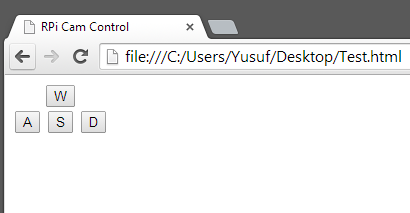 RPi Cam Control
file:///C:/Users/Yusuf/Desktop/Test.html
W
A S D